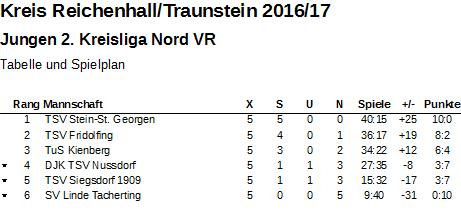 Kreis Reichenhall/Traunstein 2016/17
Jungen 2. Kreisliga Nord VR
Tabelle und Spielplan
Rang Mannschaft X S U N Spiele +/- Punkte
1 TSV Stein-St. Georgen 5 5 0 0 40:15 +25 10:0
2 TSV Fridolfing 5 4 0 1 36:17 +19 8:2
3 TuS Kienberg 5 3 0 2 34:22 +12 6:4
4 DJK TSV Nussdorf 5 1 1 3 27:35 -8 3:7
5 TSV Siegsdorf 1909 5 1 1 3 15:32 -17 3:7
6 SV Linde Tacherting 5 0 0 5 9:40 -31 0:10